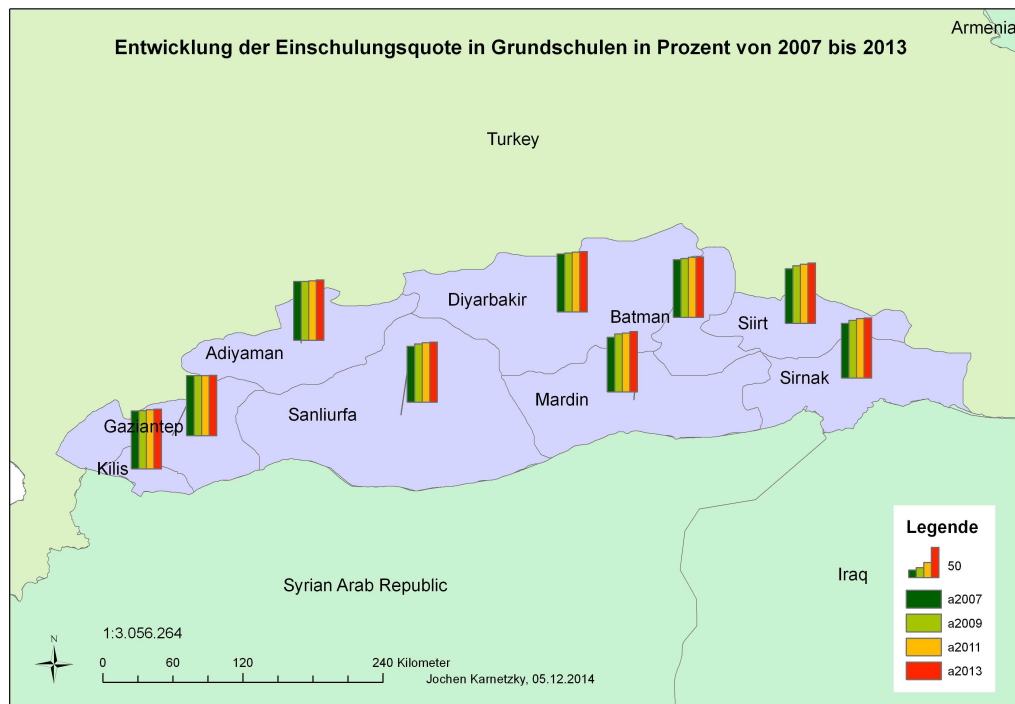 Armenia
Entwicklung der Einschulungsquote in Grundschulen in Prozent von 2007 bis 2013
Turkey
Diyarbakir
Batman
Siirt
Adiyaman
Sirnak
Mardin
Sanliurfa
Gaziantep
Kilis
Syrian Arab Republic
Iraq
Legende
50
a2007
a2009
a2011
a2013
N
1:3.056.264
0 60 120 240 Kilometer
Jochen Karnetzky, 05.12.2014